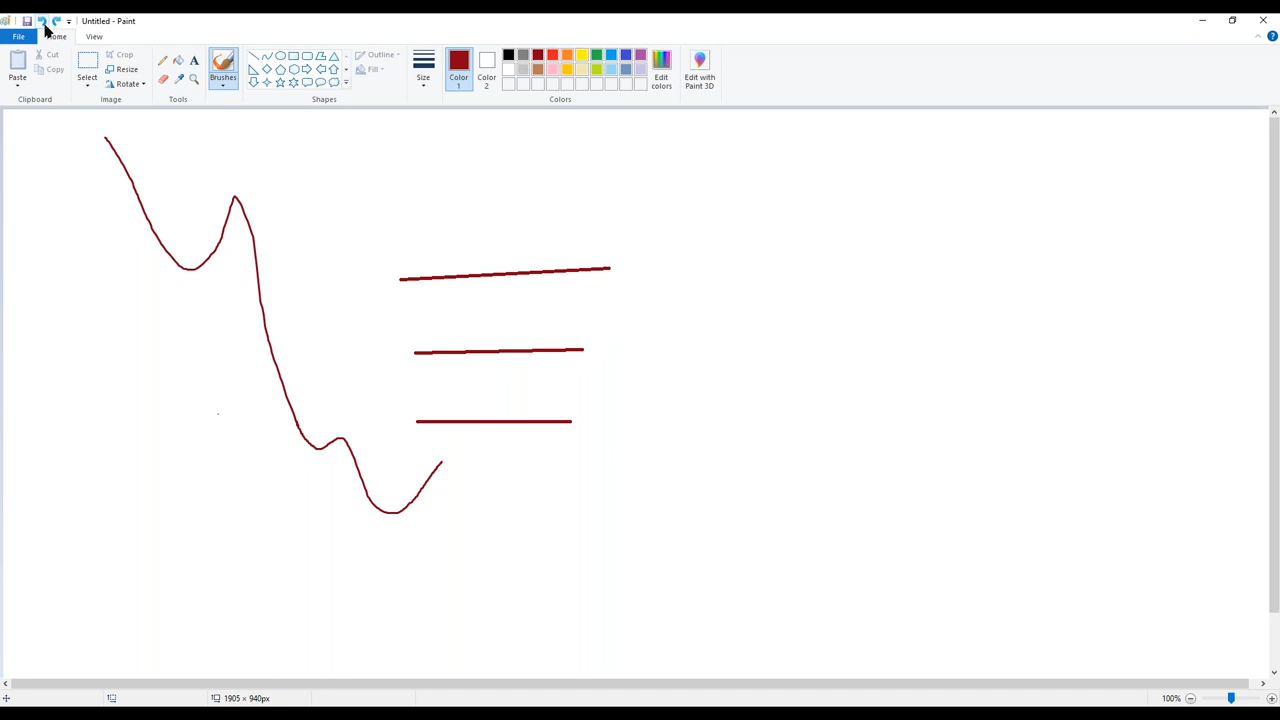 Untitled - Paint
File Home View
Paste
Cut
Copy
Clipboard
Select
Crop
Resize
Rotate
Image
Tools
Brushes
Shapes
Outline
Fill
Size
Color 1
Color 2
Edit colors
Colors
Edit with Paint 3D
1905 × 940px
100%